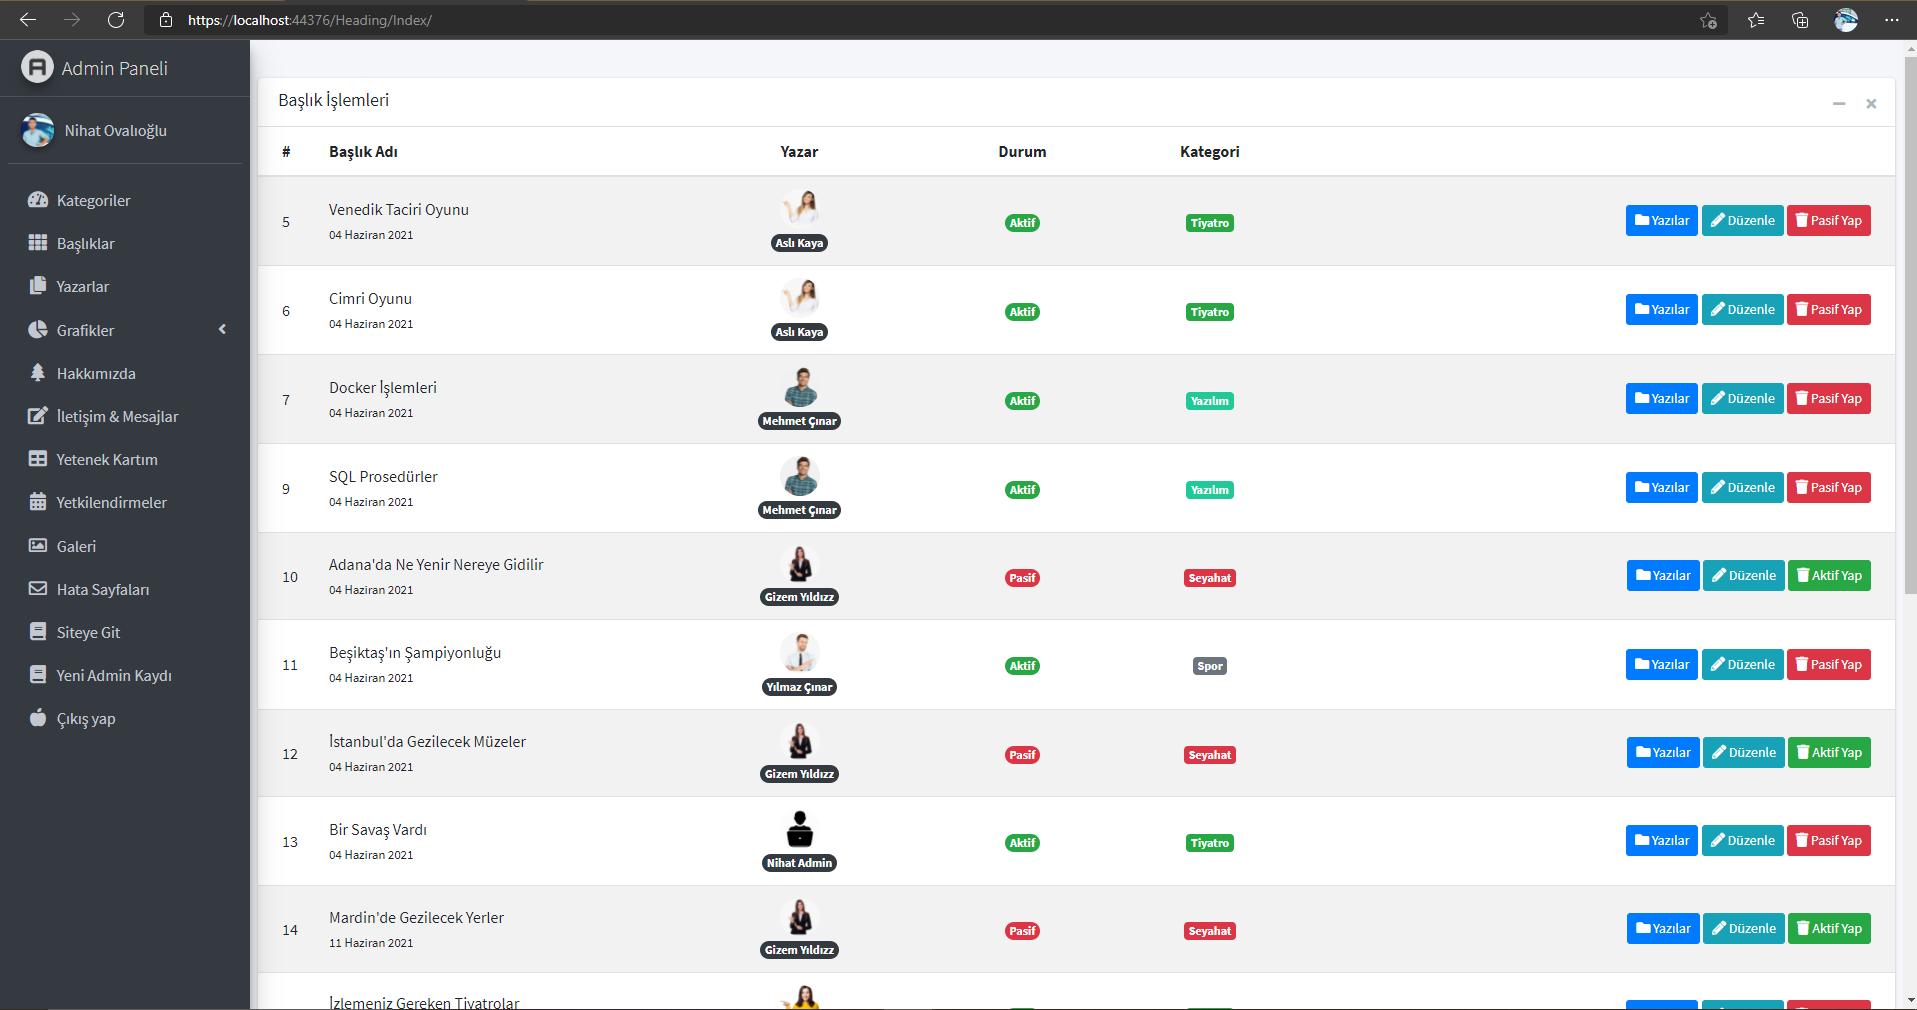 https://localhost:44376/Heading/Index/
Admin Paneli
Nihat Ovalıoğlu
Kategoriler
Başlıklar
Yazarlar
Grafikler
Hakkımızda
İletişim & Mesajlar
Yetenek Kartım
Yetkilendirmeler
Galeri
Hata Sayfaları
Siteye Git
Yeni Admin Kaydı
Çıkış yap
Başlık İşlemleri
# Başlık Adı Yazar Durum Kategori
5 Venedik Taciri Oyunu 04 Haziran 2021 Aslı Kaya Aktif Tiyatro Yazılar Düzenle Pasif Yap
6 Cimri Oyunu 04 Haziran 2021 Aslı Kaya Aktif Tiyatro Yazılar Düzenle Pasif Yap
7 Docker İşlemleri 04 Haziran 2021 Mehmet Çınar Aktif Yazılım Yazılar Düzenle Pasif Yap
9 SQL Prosedürler 04 Haziran 2021 Mehmet Çınar Aktif Yazılım Yazılar Düzenle Pasif Yap
10 Adana'da Ne Yenir Nereye Gidilir 04 Haziran 2021 Gizem Yıldızz Pasif Seyahat Yazılar Düzenle Aktif Yap
11 Beşiktaş'ın Şampiyonluğu 04 Haziran 2021 Yılmaz Çınar Aktif Spor Yazılar Düzenle Pasif Yap
12 İstanbul'da Gezilecek Müzeler 04 Haziran 2021 Gizem Yıldızz Pasif Seyahat Yazılar Düzenle Aktif Yap
13 Bir Savaş Vardı 04 Haziran 2021 Nihat Admin Aktif Tiyatro Yazılar Düzenle Pasif Yap
14 Mardin'de Gezilecek Yerler 11 Haziran 2021 Gizem Yıldızz Pasif Seyahat Yazılar Düzenle Aktif Yap
İzlemeniz Gereken Tiyatrolar